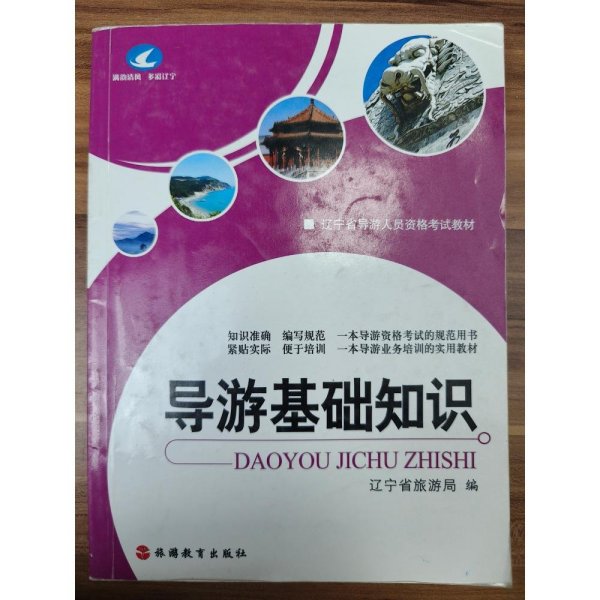 满韵清风 多彩辽宁
辽宁省导游人员资格考试教材
知识准确 编写规范 一本导游资格考试的规范用书
紧贴实际 便于培训 一本导游业务培训的实用教材
导游基础知识
DAOYOU JICHU ZHISHI
辽宁省旅游局 编
旅游教育出版社